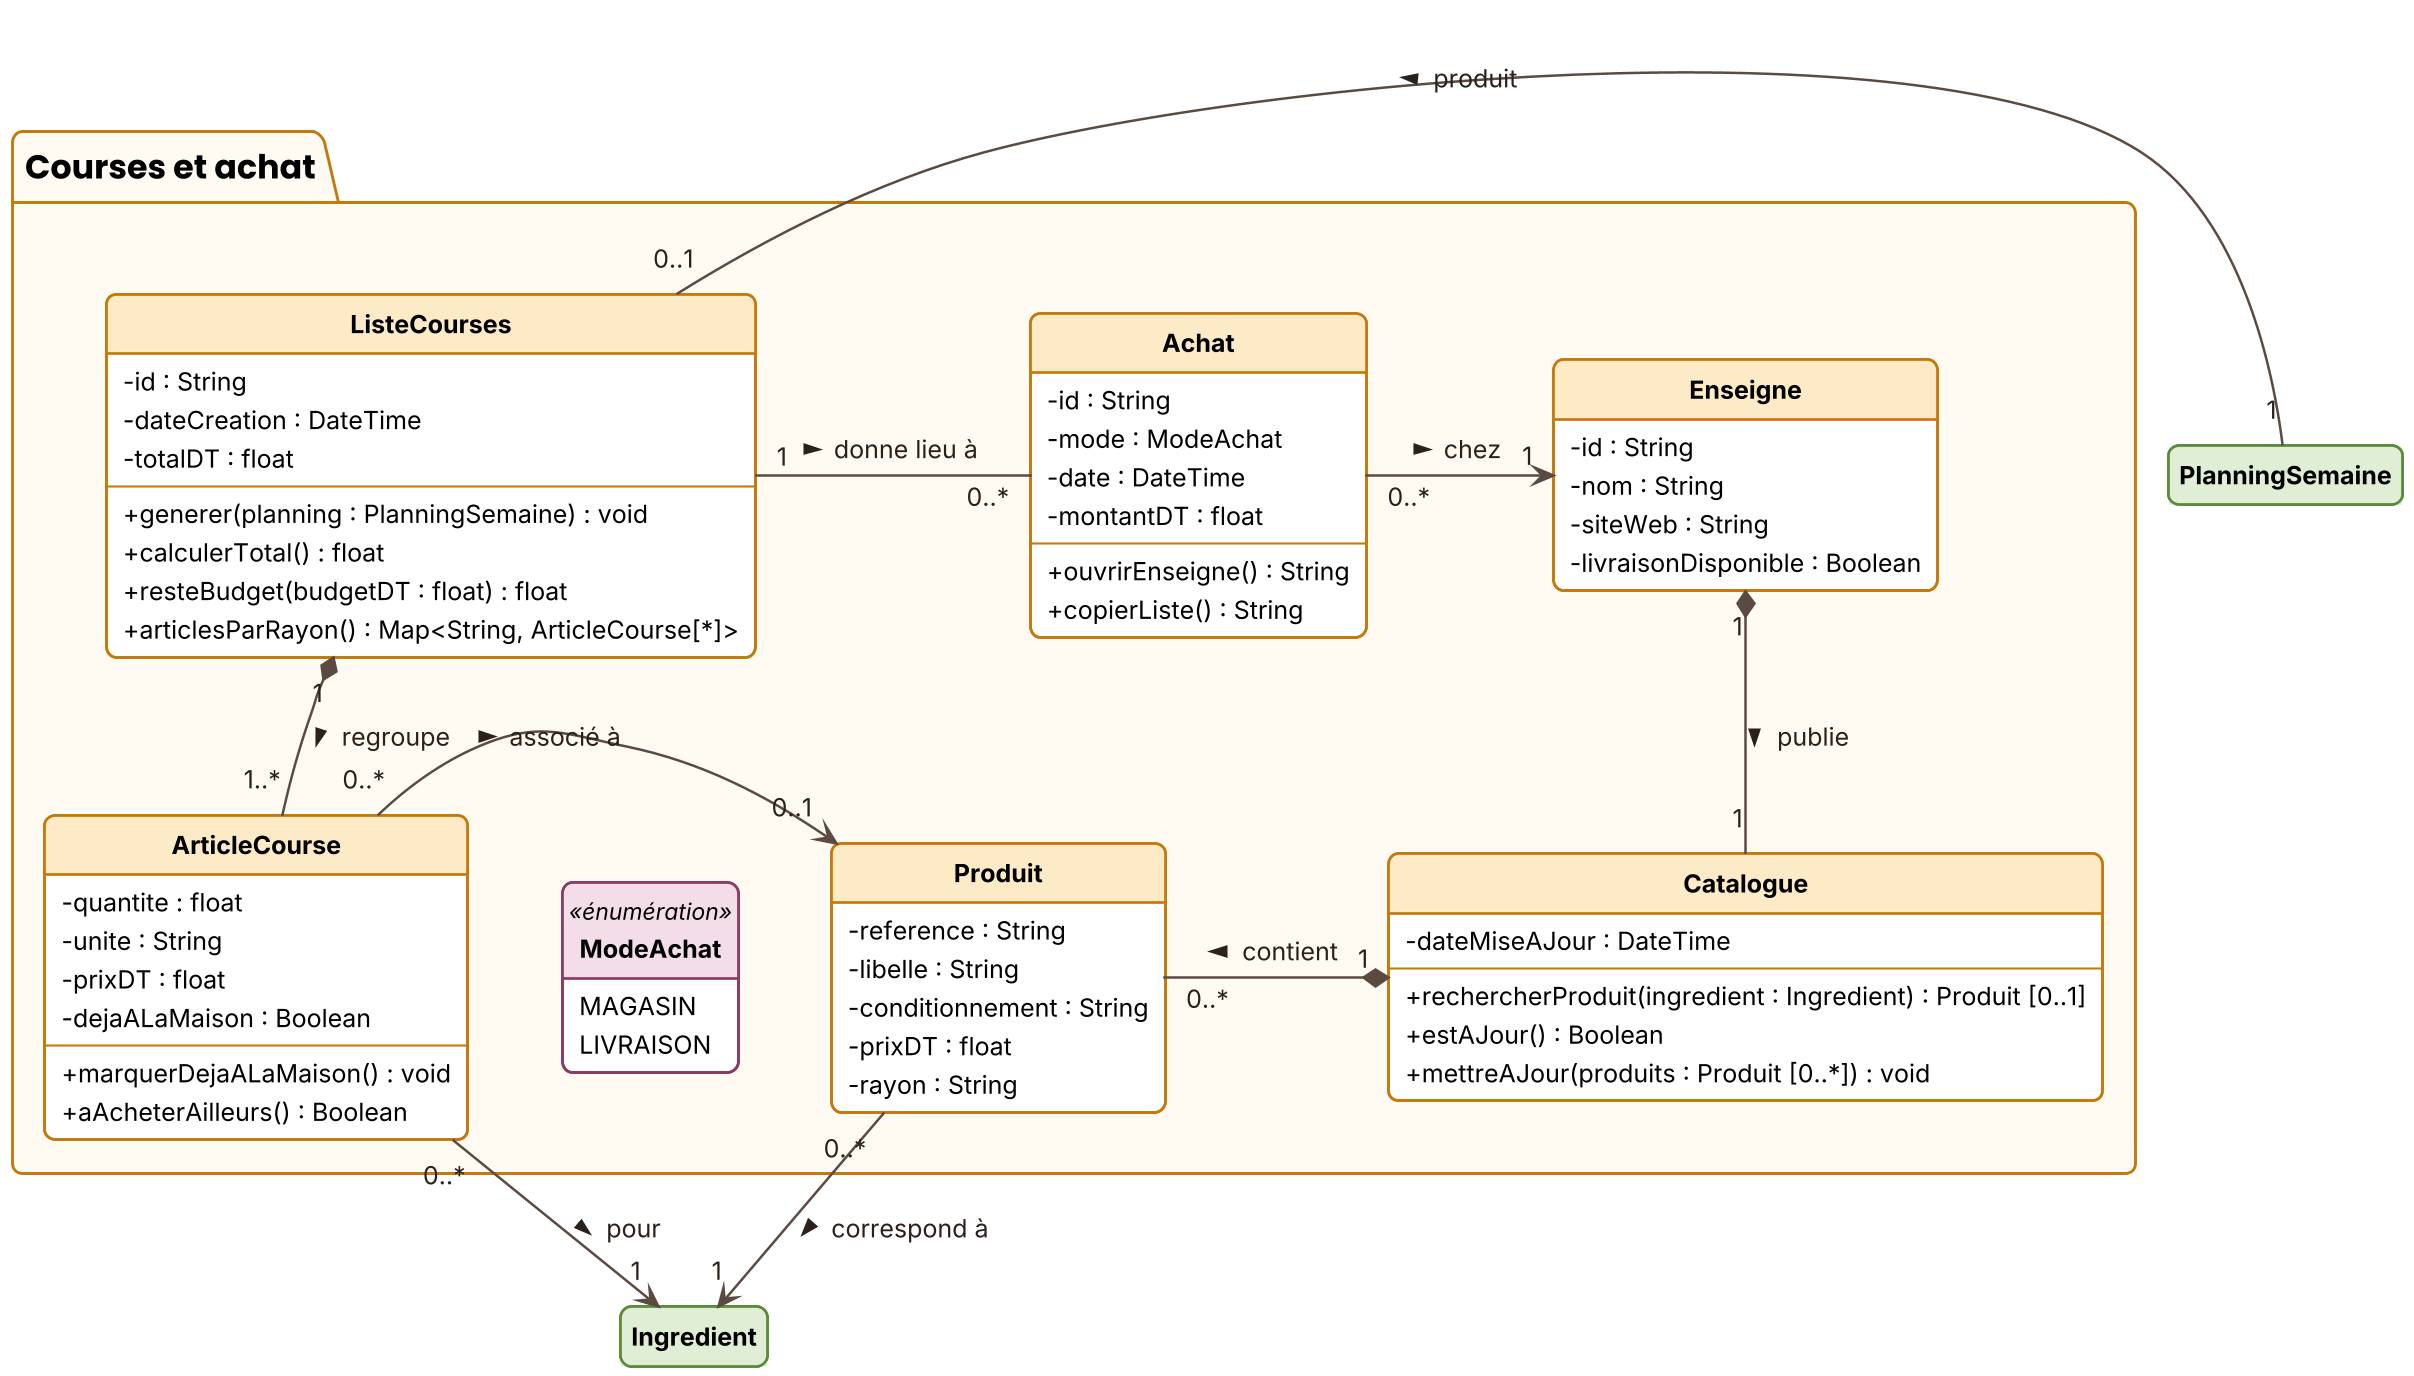 produit
Courses et achat
0..1
ListeCourses
-id : String
-dateCreation : DateTime
-totalDT : float
+generer(planning : PlanningSemaine) : void
+calculerTotal() : float
+resteBudget(budgetDT : float) : float
+articlesParRayon() : Map<String, ArticleCourse[*]>
1 donne lieu à
0..*
Achat
-id : String
-mode : ModeAchat
-date : DateTime
-montantDT : float
+ouvrirEnseigne() : String
+copierListe() : String
chez 1
0..*
Enseigne
-id : String
-nom : String
-siteWeb : String
-livraisonDisponible : Boolean
1
PlanningSemaine
1
regroupe
1..*
associé à
0..*
0..1
1
publie
1
ArticleCourse
-quantite : float
-unite : String
-prixDT : float
-dejaALaMaison : Boolean
+marquerDejaALaMaison() : void
+aAcheterAilleurs() : Boolean
«énumération»
ModeAchat
MAGASIN
LIVRAISON
Produit
-reference : String
-libelle : String
-conditionnement : String
-prixDT : float
-rayon : String
contient 1
0..*
Catalogue
-dateMiseAJour : DateTime
+rechercherProduit(ingredient : Ingredient) : Produit [0..1]
+estAJour() : Boolean
+mettreAJour(produits : Produit [0..*]) : void
0..*
pour
1
0..*
correspond à
1
Ingredient